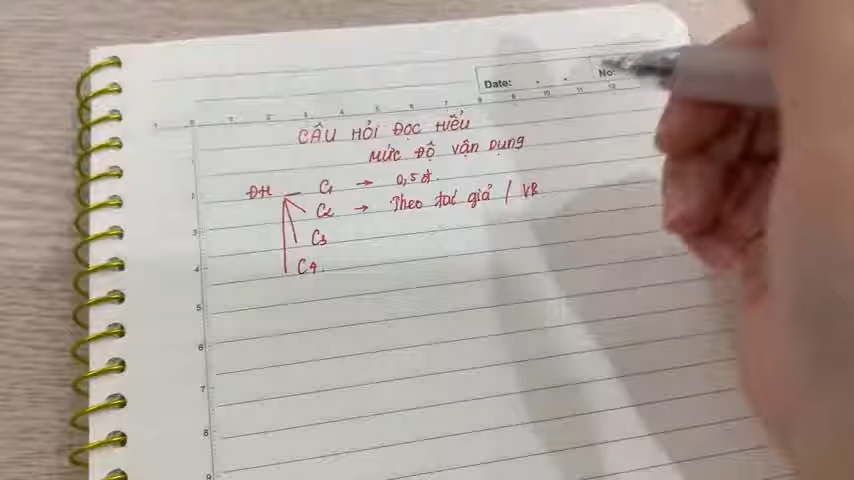 Date: . .
No:
CÂU HỎI ĐỌC HIỂU
MỨC ĐỘ VẬN DỤNG
ĐH — C1 → 0,5đ.
C2 → Theo tác giả / VB
C3
C4.